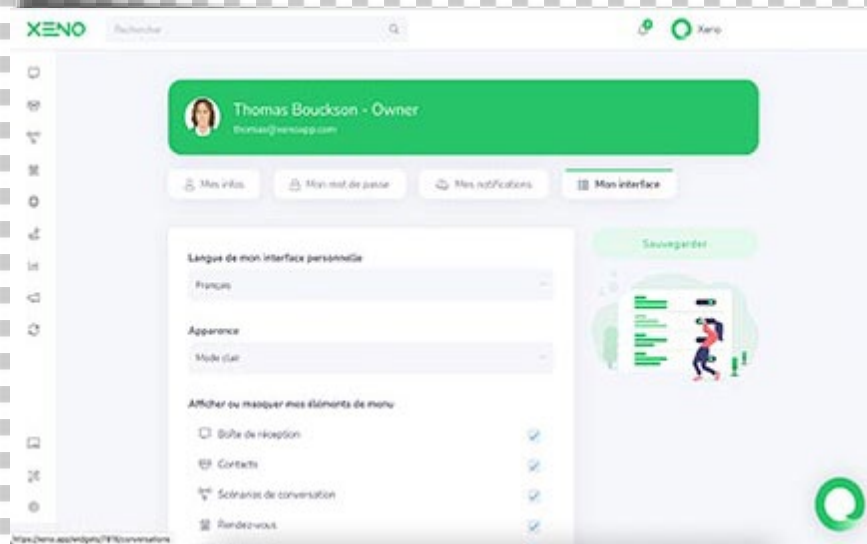 XENO
Rechercher
Xeno
Thomas Bouckson - Owner
thomas@xenoapp.com
Mes infos
Mon mot de passe
Mes notifications
Mon interface
Sauvegarder
Langue de mon interface personnelle
Français
Apparence
Mode clair
Afficher ou masquer mes éléments de menu
Boîte de réception
Contacts
Scénarios de conversation
Rendez-vous